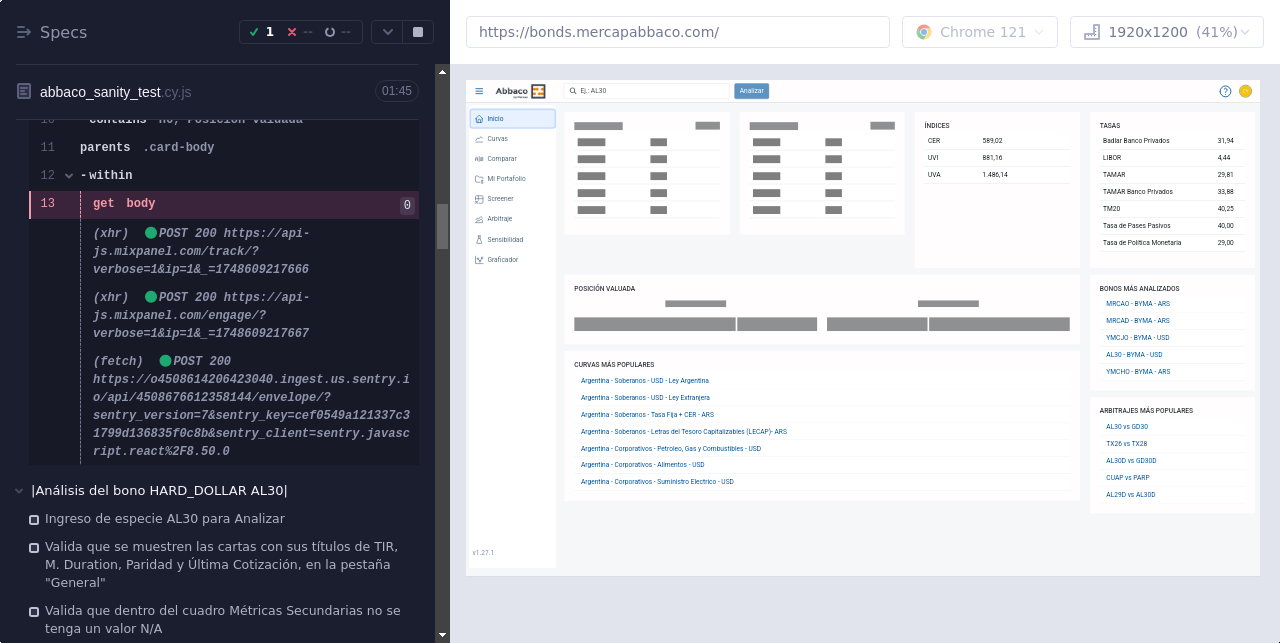 Specs
1
--
--
https://bonds.mercapabbaco.com/
Chrome 121
1920x1200 (41%)
abbaco_sanity_test.cy.js
01:45
10 -contains h6, Posición Valuada
11 parents .card-body
12 -within
13 get body 0
(xhr) POST 200 https://api-
js.mixpanel.com/track/?
verbose=1&ip=1&_=1748609217666
(xhr) POST 200 https://api-
js.mixpanel.com/engage/?
verbose=1&ip=1&_=1748609217667
(fetch) POST 200
https://o4508614206423040.ingest.us.sentry.i
o/api/4508676612358144/envelope/?
sentry_version=7&sentry_key=cef0549a121337c3
1799d136835f0c8b&sentry_client=sentry.javasc
ript.react%2F8.50.0
|Análisis del bono HARD_DOLLAR AL30|
Ingreso de especie AL30 para Analizar
Valida que se muestren las cartas con sus títulos de TIR,
M. Duration, Paridad y Última Cotización, en la pestaña
"General"
Valida que dentro del cuadro Métricas Secundarias no se
tenga un valor N/A
Abbaco
Ej.: AL30
Analizar
Inicio
Curvas
Comparar
Mi Portafolio
Screener
Arbitraje
Sensibilidad
Graficador
v1.27.1
ÍNDICES
CER 589,02
UVI 881,16
UVA 1.486,14
TASAS
Badlar Banco Privados 31,94
LIBOR 4,44
TAMAR 29,81
TAMAR Banco Privados 33,88
TM20 40,25
Tasa de Pases Pasivos 40,00
Tasa de Política Monetaria 29,00
POSICIÓN VALUADA
CURVAS MÁS POPULARES
Argentina - Soberanos - USD - Ley Argentina
Argentina - Soberanos - USD - Ley Extranjera
Argentina - Soberanos - Tasa Fija + CER - ARS
Argentina - Soberanos - Letras del Tesoro Capitalizables (LECAP)- ARS
Argentina - Corporativos - Petroleo, Gas y Combustibles - USD
Argentina - Corporativos - Alimentos - USD
Argentina - Corporativos - Suministro Electrico - USD
BONOS MÁS ANALIZADOS
MRCAO - BYMA - ARS
MRCAD - BYMA - ARS
YMCJO - BYMA - USD
AL30 - BYMA - USD
YMCHO - BYMA - ARS
ARBITRAJES MÁS POPULARES
AL30 vs GD30
TX26 vs TX28
AL30D vs GD30D
CUAP vs PARP
AL29D vs AL30D